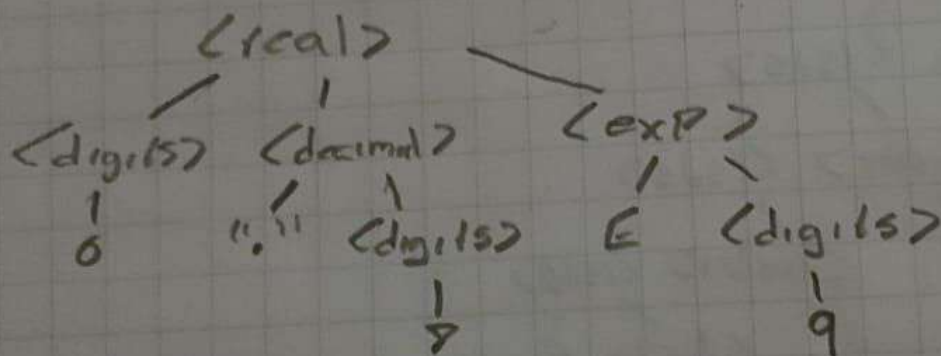 <real>
<digits> <decimal> <exp>
0 "." <digits> E <digits>
8 9